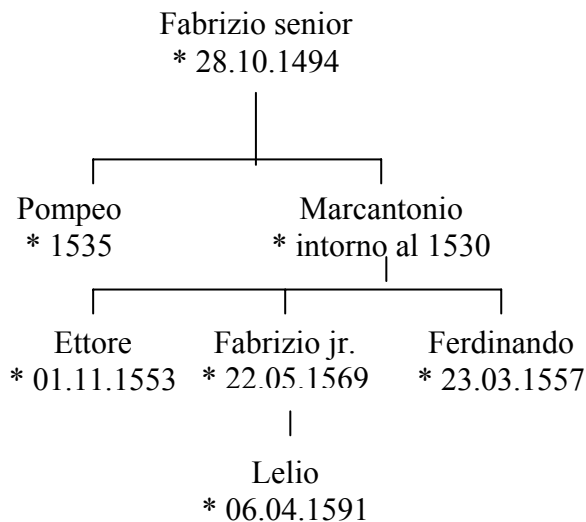 Fabrizio senior
* 28.10.1494
Pompeo
* 1535
Marcantonio
* intorno al 1530
Ettore
* 01.11.1553
Fabrizio jr.
* 22.05.1569
Ferdinando
* 23.03.1557
Lelio
* 06.04.1591